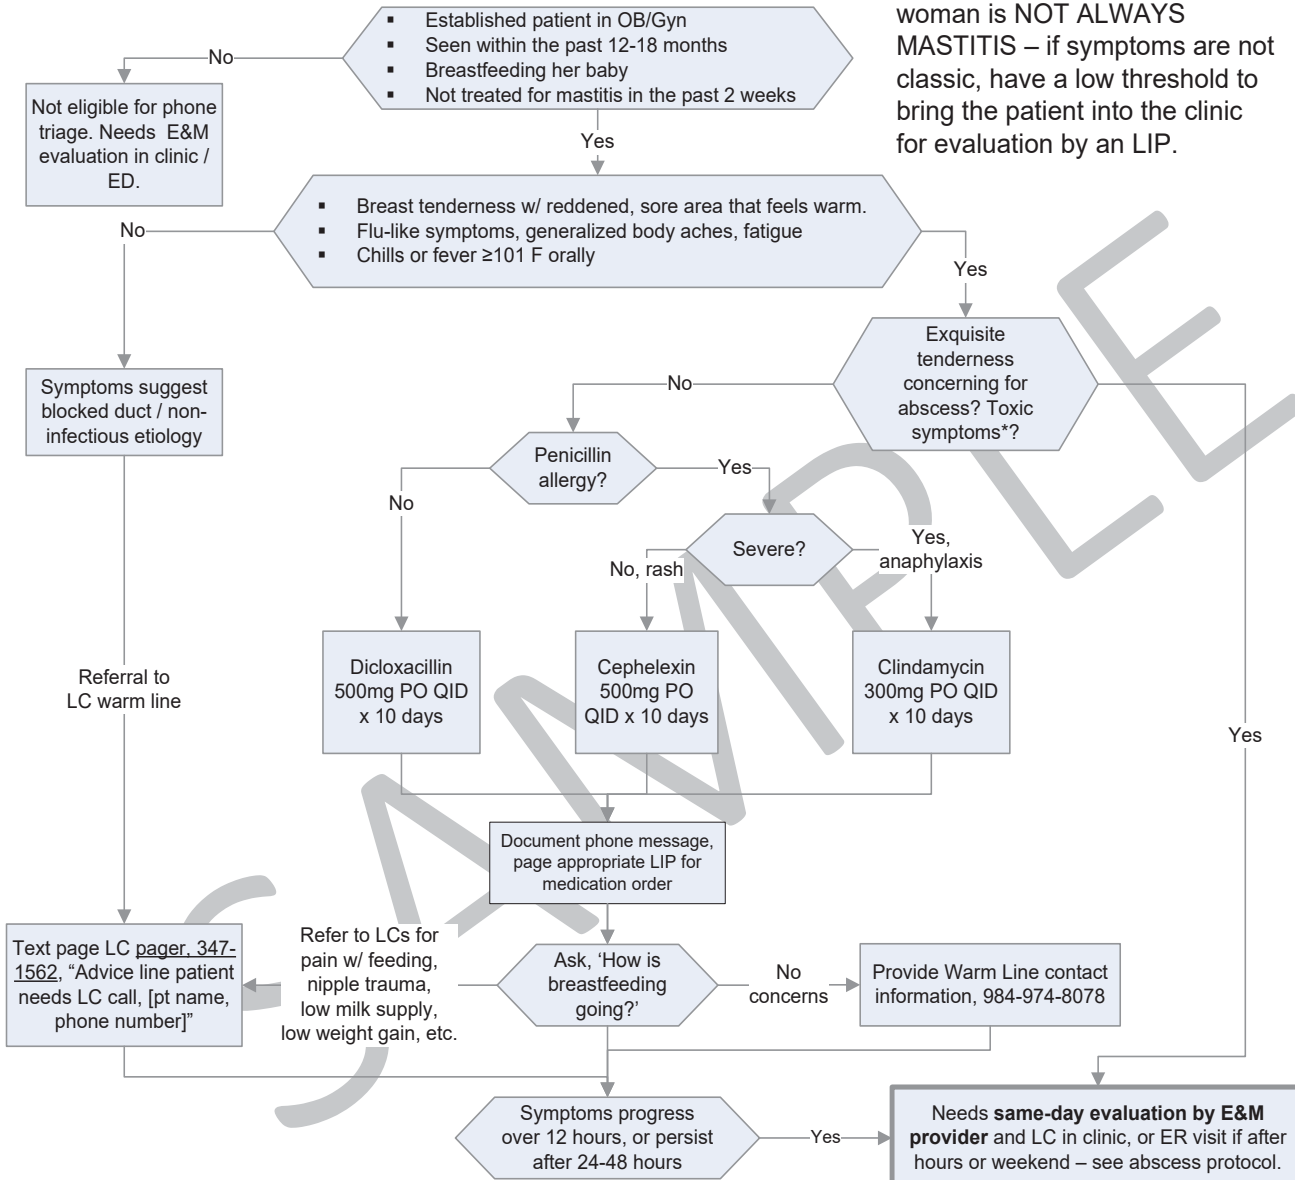 woman is NOT ALWAYS
MASTITIS – if symptoms are not
classic, have a low threshold to
bring the patient into the clinic
for evaluation by an LIP.
▪ Established patient in OB/Gyn
▪ Seen within the past 12-18 months
▪ Breastfeeding her baby
▪ Not treated for mastitis in the past 2 weeks
No
Not eligible for phone
triage. Needs E&M
evaluation in clinic /
ED.
Yes
▪ Breast tenderness w/ reddened, sore area that feels warm.
▪ Flu-like symptoms, generalized body aches, fatigue
▪ Chills or fever ≥101 F orally
No
Yes
Symptoms suggest
blocked duct / non-
infectious etiology
Exquisite
tenderness
concerning for
abscess? Toxic
symptoms*?
No
Penicillin
allergy?
Yes
No
Severe?
No, rash
Yes,
anaphylaxis
Dicloxacillin
500mg PO QID
x 10 days
Cephelexin
500mg PO
QID x 10 days
Clindamycin
300mg PO QID
x 10 days
Referral to
LC warm line
Yes
Document phone message,
page appropriate LIP for
medication order
Text page LC pager, 347-
1562, “Advice line patient
needs LC call, [pt name,
phone number]”
Refer to LCs for
pain w/ feeding,
nipple trauma,
low milk supply,
low weight gain, etc.
Ask, ‘How is
breastfeeding
going?’
No
concerns
Provide Warm Line contact
information, 984-974-8078
Symptoms progress
over 12 hours, or persist
after 24-48 hours
Yes
Needs same-day evaluation by E&M
provider and LC in clinic, or ER visit if after
hours or weekend – see abscess protocol.
SAMPLE